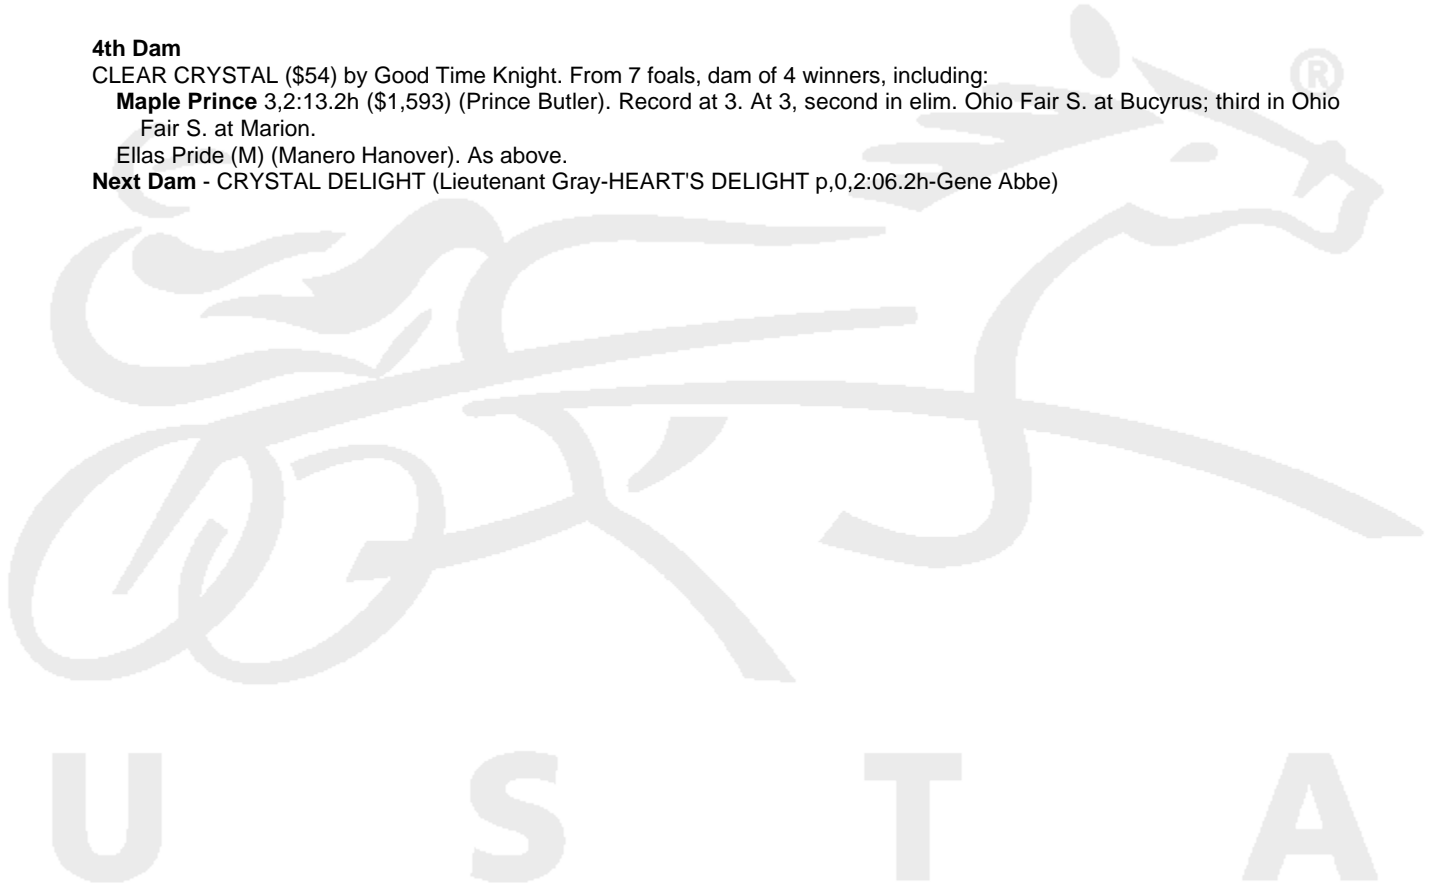 4th Dam
CLEAR CRYSTAL ($54) by Good Time Knight. From 7 foals, dam of 4 winners, including:
Maple Prince 3,2:13.2h ($1,593) (Prince Butler). Record at 3. At 3, second in elim. Ohio Fair S. at Bucyrus; third in Ohio
Fair S. at Marion.
Ellas Pride (M) (Manero Hanover). As above.
Next Dam - CRYSTAL DELIGHT (Lieutenant Gray-HEART'S DELIGHT p,0,2:06.2h-Gene Abbe)
®
U S T A